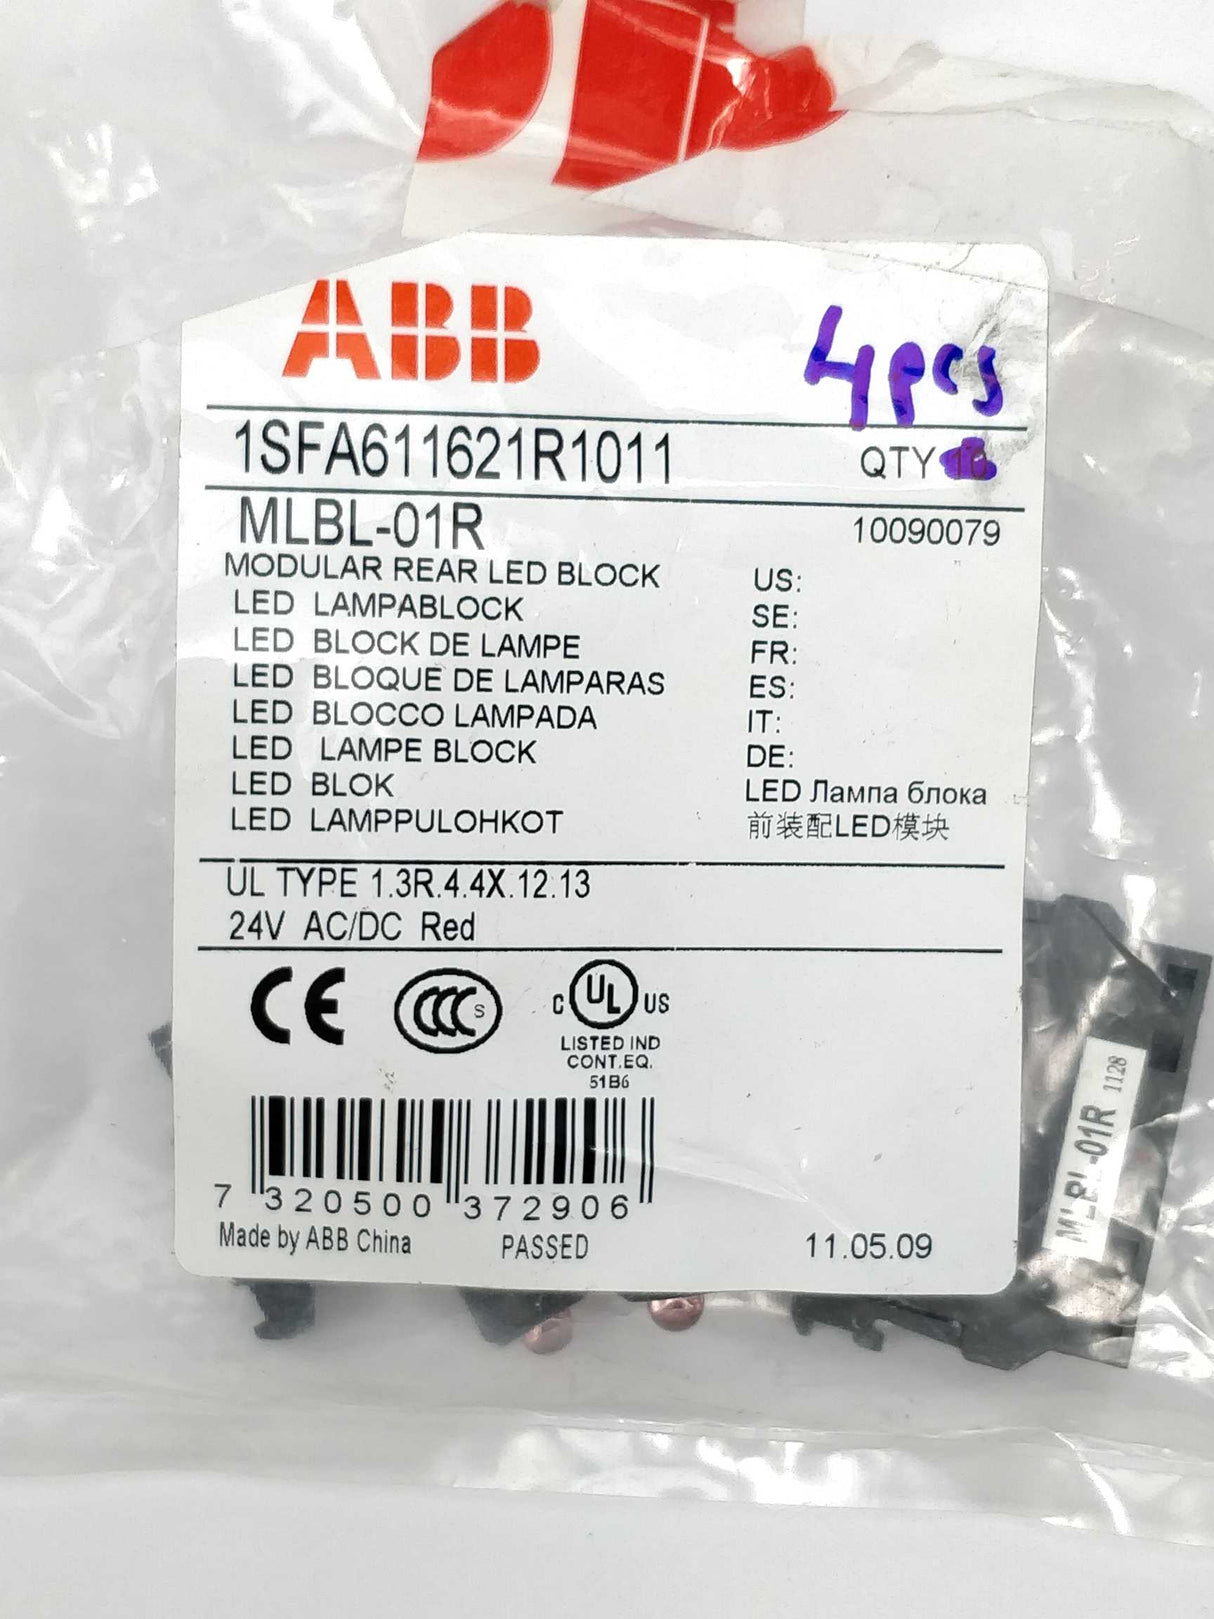 ABB
4pcs
1SFA611621R1011 QTY
MLBL-01R 10090079
MODULAR REAR LED BLOCK US:
LED LAMPABLOCK SE:
LED BLOCK DE LAMPE FR:
LED BLOQUE DE LAMPARAS ES:
LED BLOCCO LAMPADA IT:
LED LAMPE BLOCK DE:
LED BLOK LED Лампа блока
LED LAMPPULOHKOT 前装配LED模块
UL TYPE 1.3R.4.4X.12.13
24V AC/DC Red
CE CCC S C UL US
LISTED IND
CONT.EQ.
51B6
7 320500 372906
Made by ABB China PASSED 11.05.09
MLBL-01R 1128